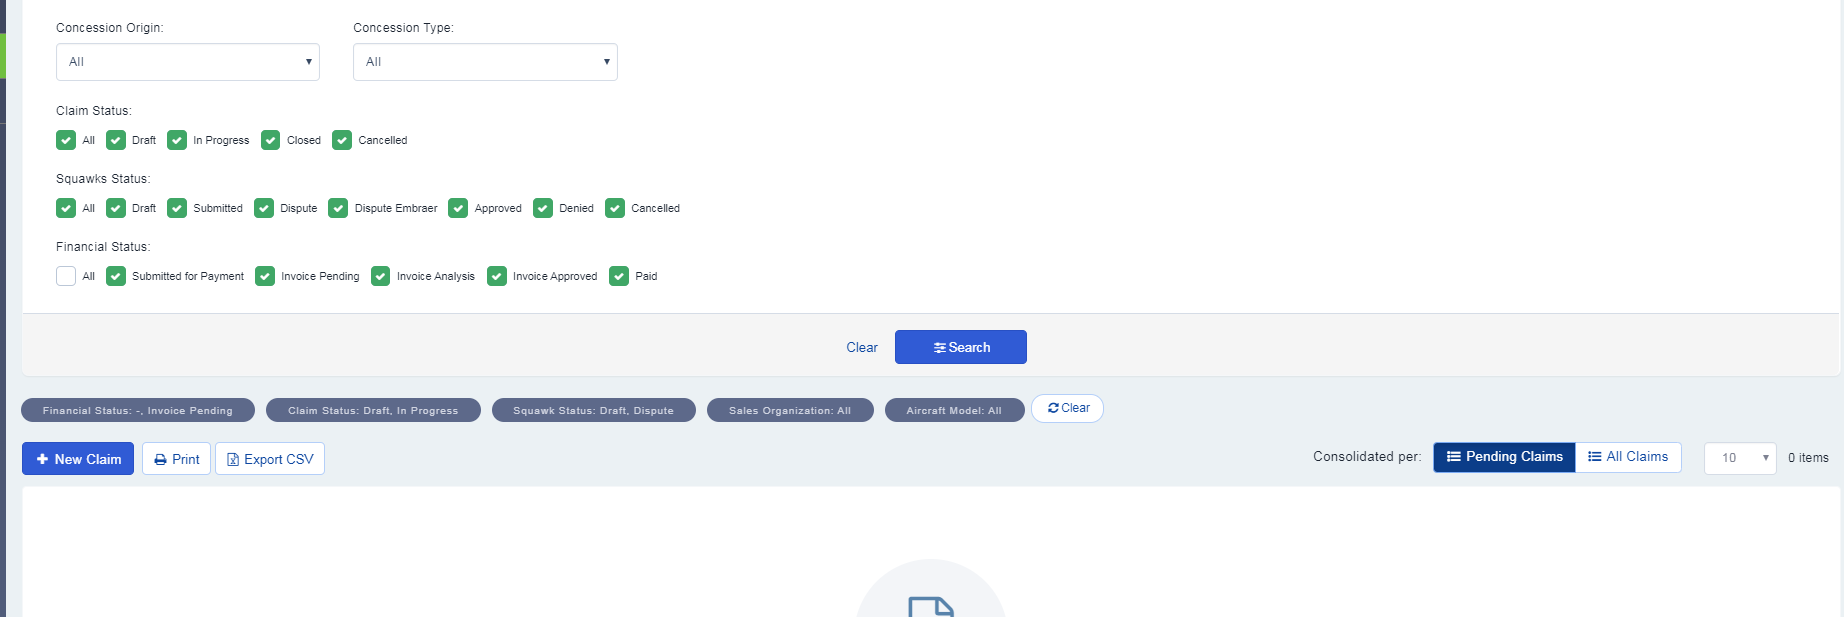 Concession Origin: Concession Type:
All All
Claim Status:
All Draft In Progress Closed Cancelled
Squawks Status:
All Draft Submitted Dispute Dispute Embraer Approved Denied Cancelled
Financial Status:
All Submitted for Payment Invoice Pending Invoice Analysis Invoice Approved Paid
Clear Search
Financial Status: -, Invoice Pending Claim Status: Draft, In Progress Squawk Status: Draft, Dispute Sales Organization: All Aircraft Model: All Clear
New Claim Print Export CSV Consolidated per: Pending Claims All Claims 10 0 items